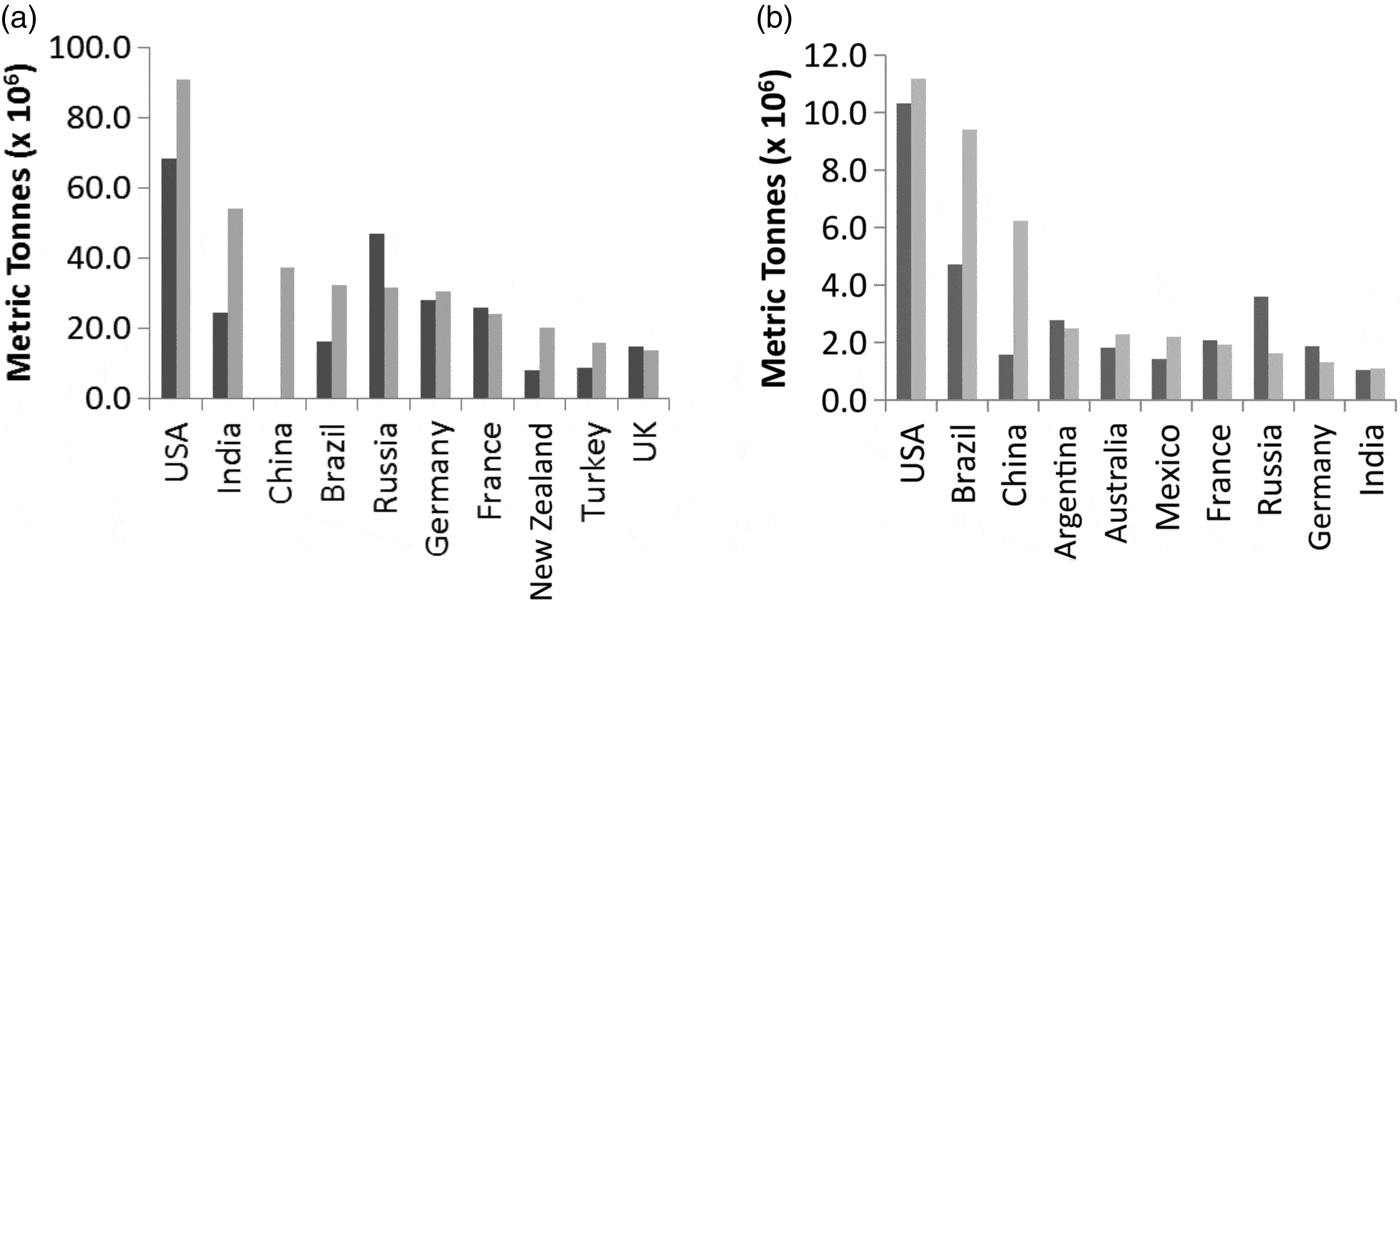 (a)
Metric Tonnes (x 10⁶)
100.0
80.0
60.0
40.0
20.0
0.0
USA
India
China
Brazil
Russia
Germany
France
New Zealand
Turkey
UK
(b)
Metric Tonnes (x 10⁶)
12.0
10.0
8.0
6.0
4.0
2.0
0.0
USA
Brazil
China
Argentina
Australia
Mexico
France
Russia
Germany
India